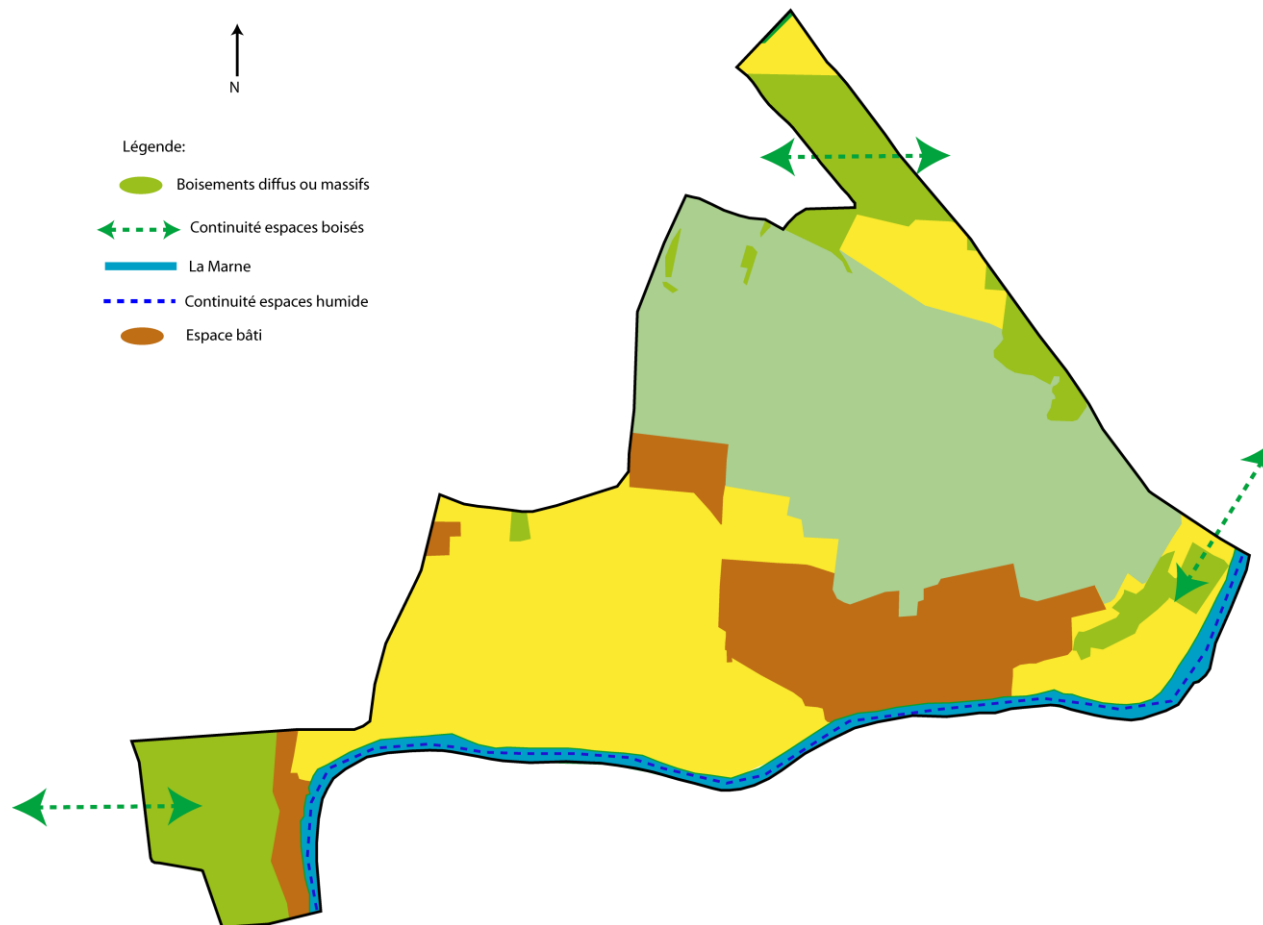 N
Légende:
Boisements diffus ou massifs
Continuité espaces boisés
La Marne
Continuité espaces humide
Espace bâti